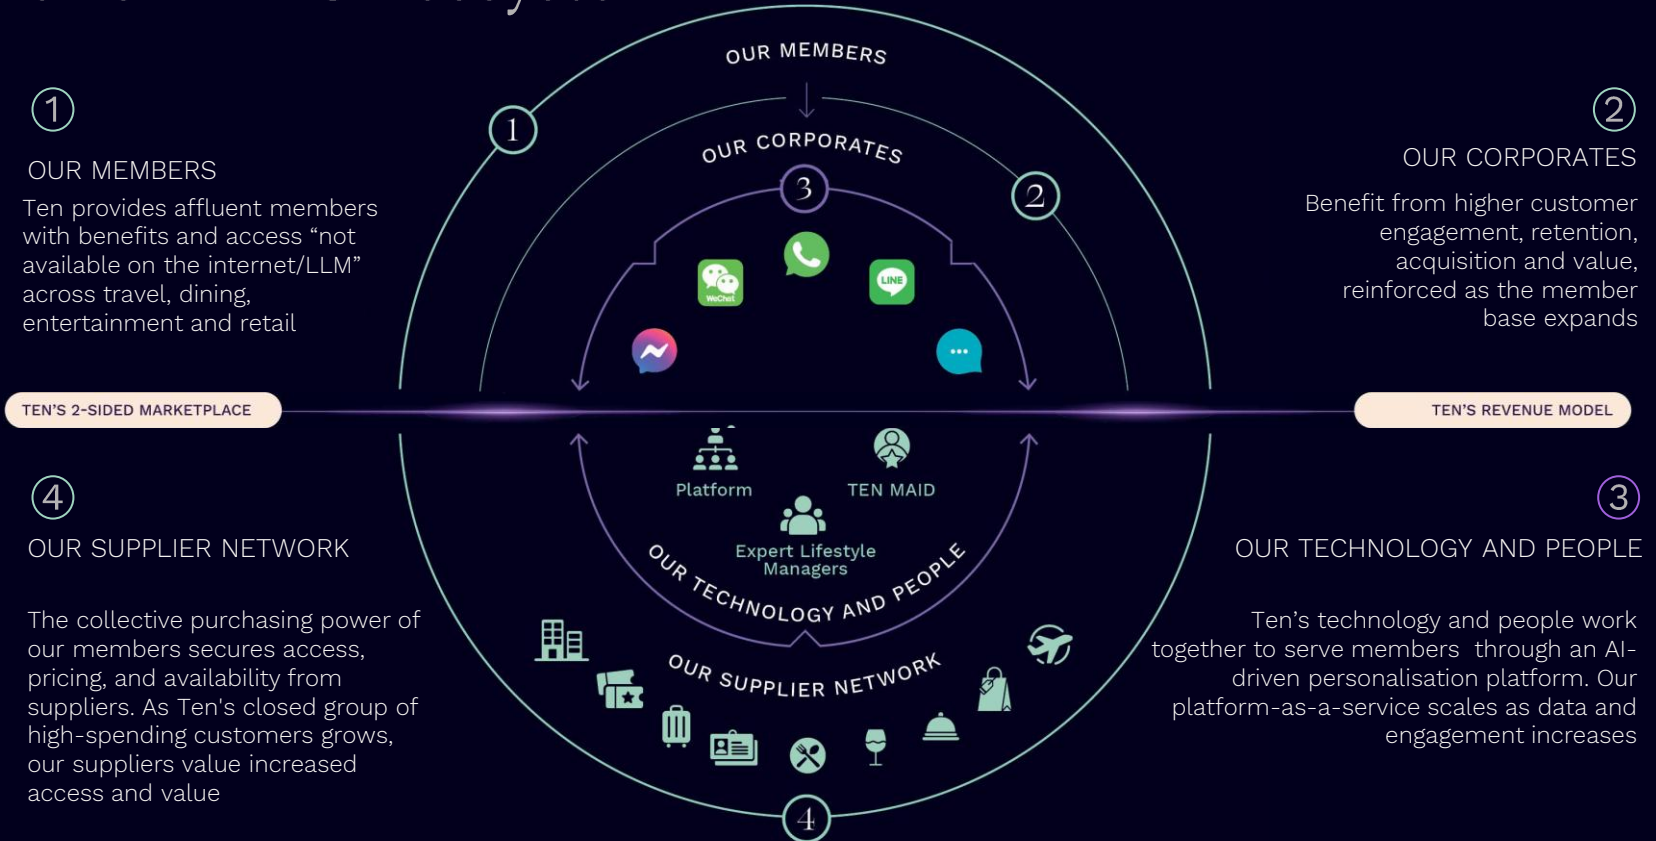 1
OUR MEMBERS
Ten provides affluent members
with benefits and access “not
available on the internet/LLM”
across travel, dining,
entertainment and retail
2
OUR CORPORATES
Benefit from higher customer
engagement, retention,
acquisition and value,
reinforced as the member
base expands
OUR MEMBERS
1
OUR CORPORATES
2
3
WeChat
LINE
TEN’S 2-SIDED MARKETPLACE
TEN’S REVENUE MODEL
Platform
TEN MAID
Expert Lifestyle
Managers
OUR TECHNOLOGY AND PEOPLE
OUR SUPPLIER NETWORK
4
4
OUR SUPPLIER NETWORK
The collective purchasing power of
our members secures access,
pricing, and availability from
suppliers. As Ten's closed group of
high-spending customers grows,
our suppliers value increased
access and value
3
OUR TECHNOLOGY AND PEOPLE
Ten’s technology and people work
together to serve members through an AI-
driven personalisation platform. Our
platform-as-a-service scales as data and
engagement increases